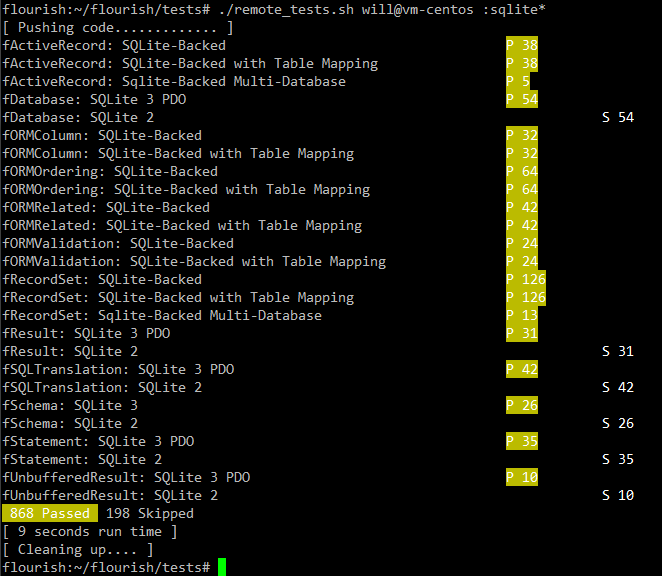 flourish:~/flourish/tests# ./remote_tests.sh will@vm-centos :sqlite*
[ Pushing code............. ]
fActiveRecord: SQLite-Backed P 38
fActiveRecord: SQLite-Backed with Table Mapping P 38
fActiveRecord: Sqlite-Backed Multi-Database P 5
fDatabase: SQLite 3 PDO P 54
fDatabase: SQLite 2 S 54
fORMColumn: SQLite-Backed P 32
fORMColumn: SQLite-Backed with Table Mapping P 32
fORMOrdering: SQLite-Backed P 64
fORMOrdering: SQLite-Backed with Table Mapping P 64
fORMRelated: SQLite-Backed P 42
fORMRelated: SQLite-Backed with Table Mapping P 42
fORMValidation: SQLite-Backed P 24
fORMValidation: SQLite-Backed with Table Mapping P 24
fRecordSet: SQLite-Backed P 126
fRecordSet: SQLite-Backed with Table Mapping P 126
fRecordSet: Sqlite-Backed Multi-Database P 13
fResult: SQLite 3 PDO P 31
fResult: SQLite 2 S 31
fSQLTranslation: SQLite 3 PDO P 42
fSQLTranslation: SQLite 2 S 42
fSchema: SQLite 3 P 26
fSchema: SQLite 2 S 26
fStatement: SQLite 3 PDO P 35
fStatement: SQLite 2 S 35
fUnbufferedResult: SQLite 3 PDO P 10
fUnbufferedResult: SQLite 2 S 10
868 Passed 198 Skipped
[ 9 seconds run time ]
[ Cleaning up.... ]
flourish:~/flourish/tests#